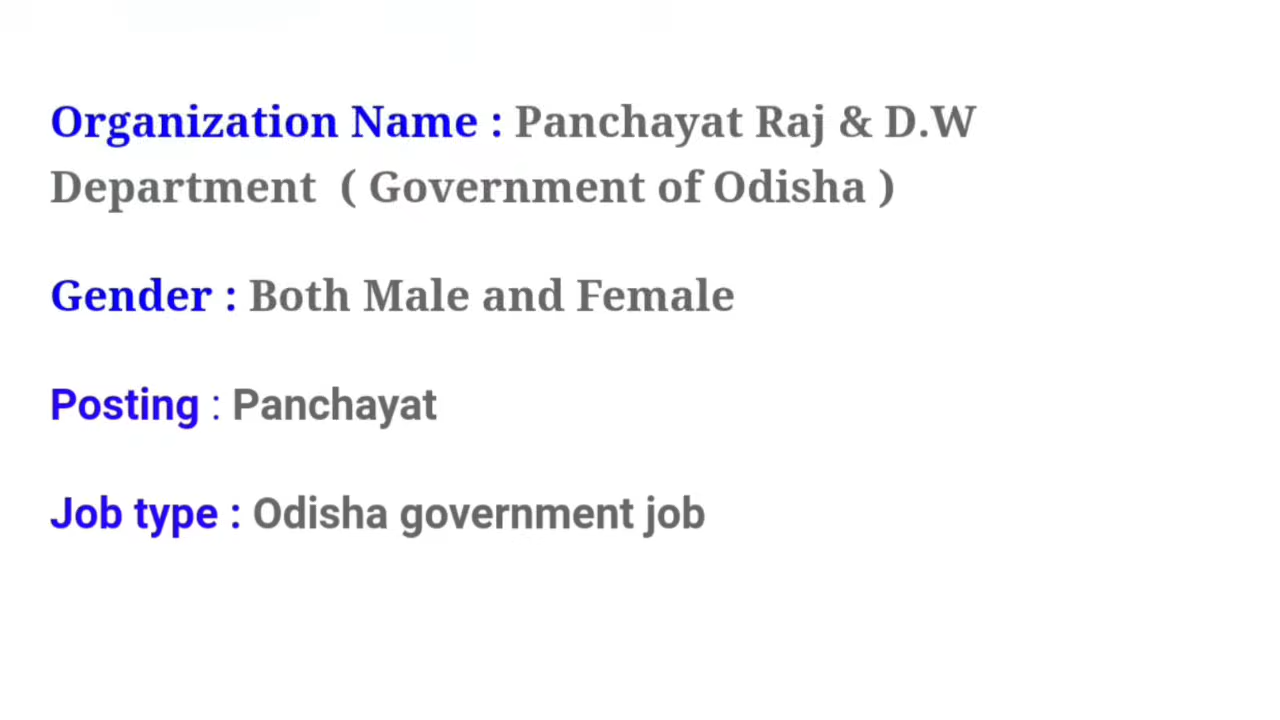 Organization Name : Panchayat Raj & D.W
Department ( Government of Odisha )
Gender : Both Male and Female
Posting : Panchayat
Job type : Odisha government job